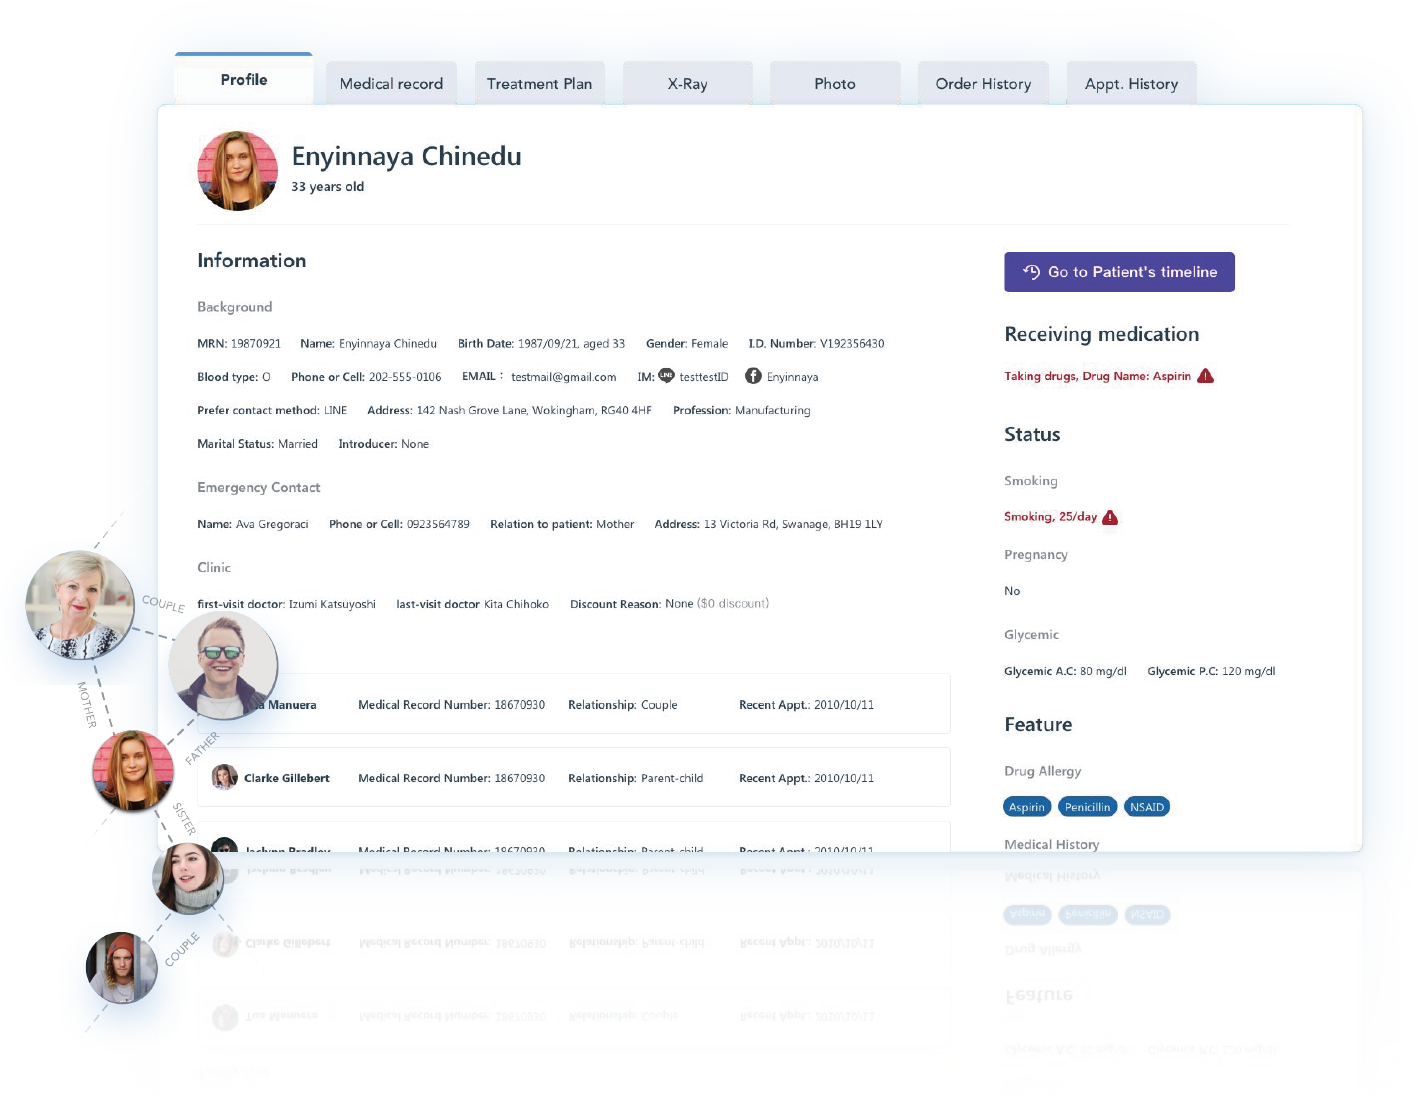 Profile
Medical record
Treatment Plan
X-Ray
Photo
Order History
Appt. History
Enyinnaya Chinedu
33 years old
Information
Background
MRN: 19870921 Name: Enyinnaya Chinedu Birth Date: 1987/09/21, aged 33 Gender: Female I.D. Number: V192356430
Blood type: O Phone or Cell: 202-555-0106 EMAIL : testmail@gmail.com IM: LINE testtestID Enyinnaya
Prefer contact method: LINE Address: 142 Nash Grove Lane, Wokingham, RG40 4HF Profession: Manufacturing
Marital Status: Married Introducer: None
Emergency Contact
Name: Ava Gregoraci Phone or Cell: 0923564789 Relation to patient: Mother Address: 13 Victoria Rd, Swanage, BH19 1LY
Clinic
first-visit doctor: Izumi Katsuyoshi last-visit doctor Kita Chihoko Discount Reason: None ($0 discount)
Manuera Medical Record Number: 18670930 Relationship: Couple Recent Appt.: 2010/10/11
Clarke Gillebert Medical Record Number: 18670930 Relationship: Parent-child Recent Appt.: 2010/10/11
Jaclynn Bradley Medical Record Number: 18670930 Relationship: Parent-child Recent Appt.: 2010/10/11
Go to Patient's timeline
Receiving medication
Taking drugs, Drug Name: Aspirin
Status
Smoking
Smoking, 25/day
Pregnancy
No
Glycemic
Glycemic A.C: 80 mg/dl Glycemic P.C: 120 mg/dl
Feature
Drug Allergy
Aspirin Penicillin NSAID
Medical History
COUPLE
MOTHER
FATHER
SISTER
COUPLE